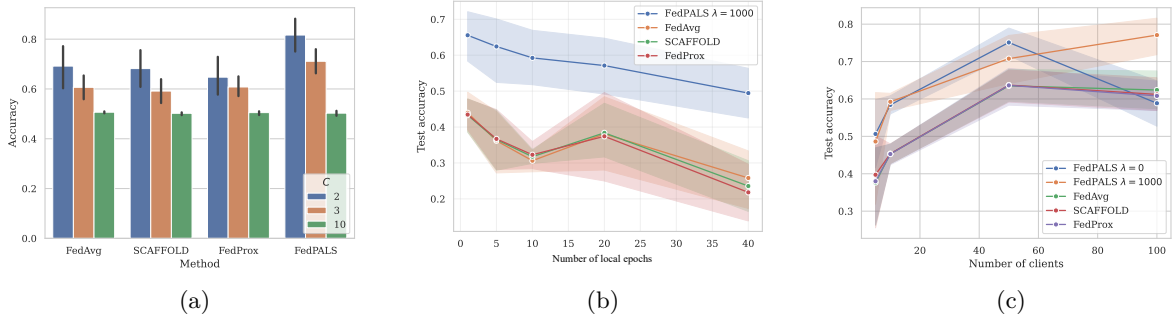 0.8
0.6
0.4
0.2
0.0
Accuracy
FedAvg
SCAFFOLD
FedProx
FedPALS
Method
C
2
3
10
(a)
0.7
0.6
0.5
0.4
0.3
0.2
Test accuracy
0
5
10
15
20
25
30
35
40
Number of local epochs
FedPALS λ = 1000
FedAvg
SCAFFOLD
FedProx
(b)
0.8
0.7
0.6
0.5
0.4
0.3
Test accuracy
20
40
60
80
100
Number of clients
FedPALS λ = 0
FedPALS λ = 1000
FedAvg
SCAFFOLD
FedProx
(c)